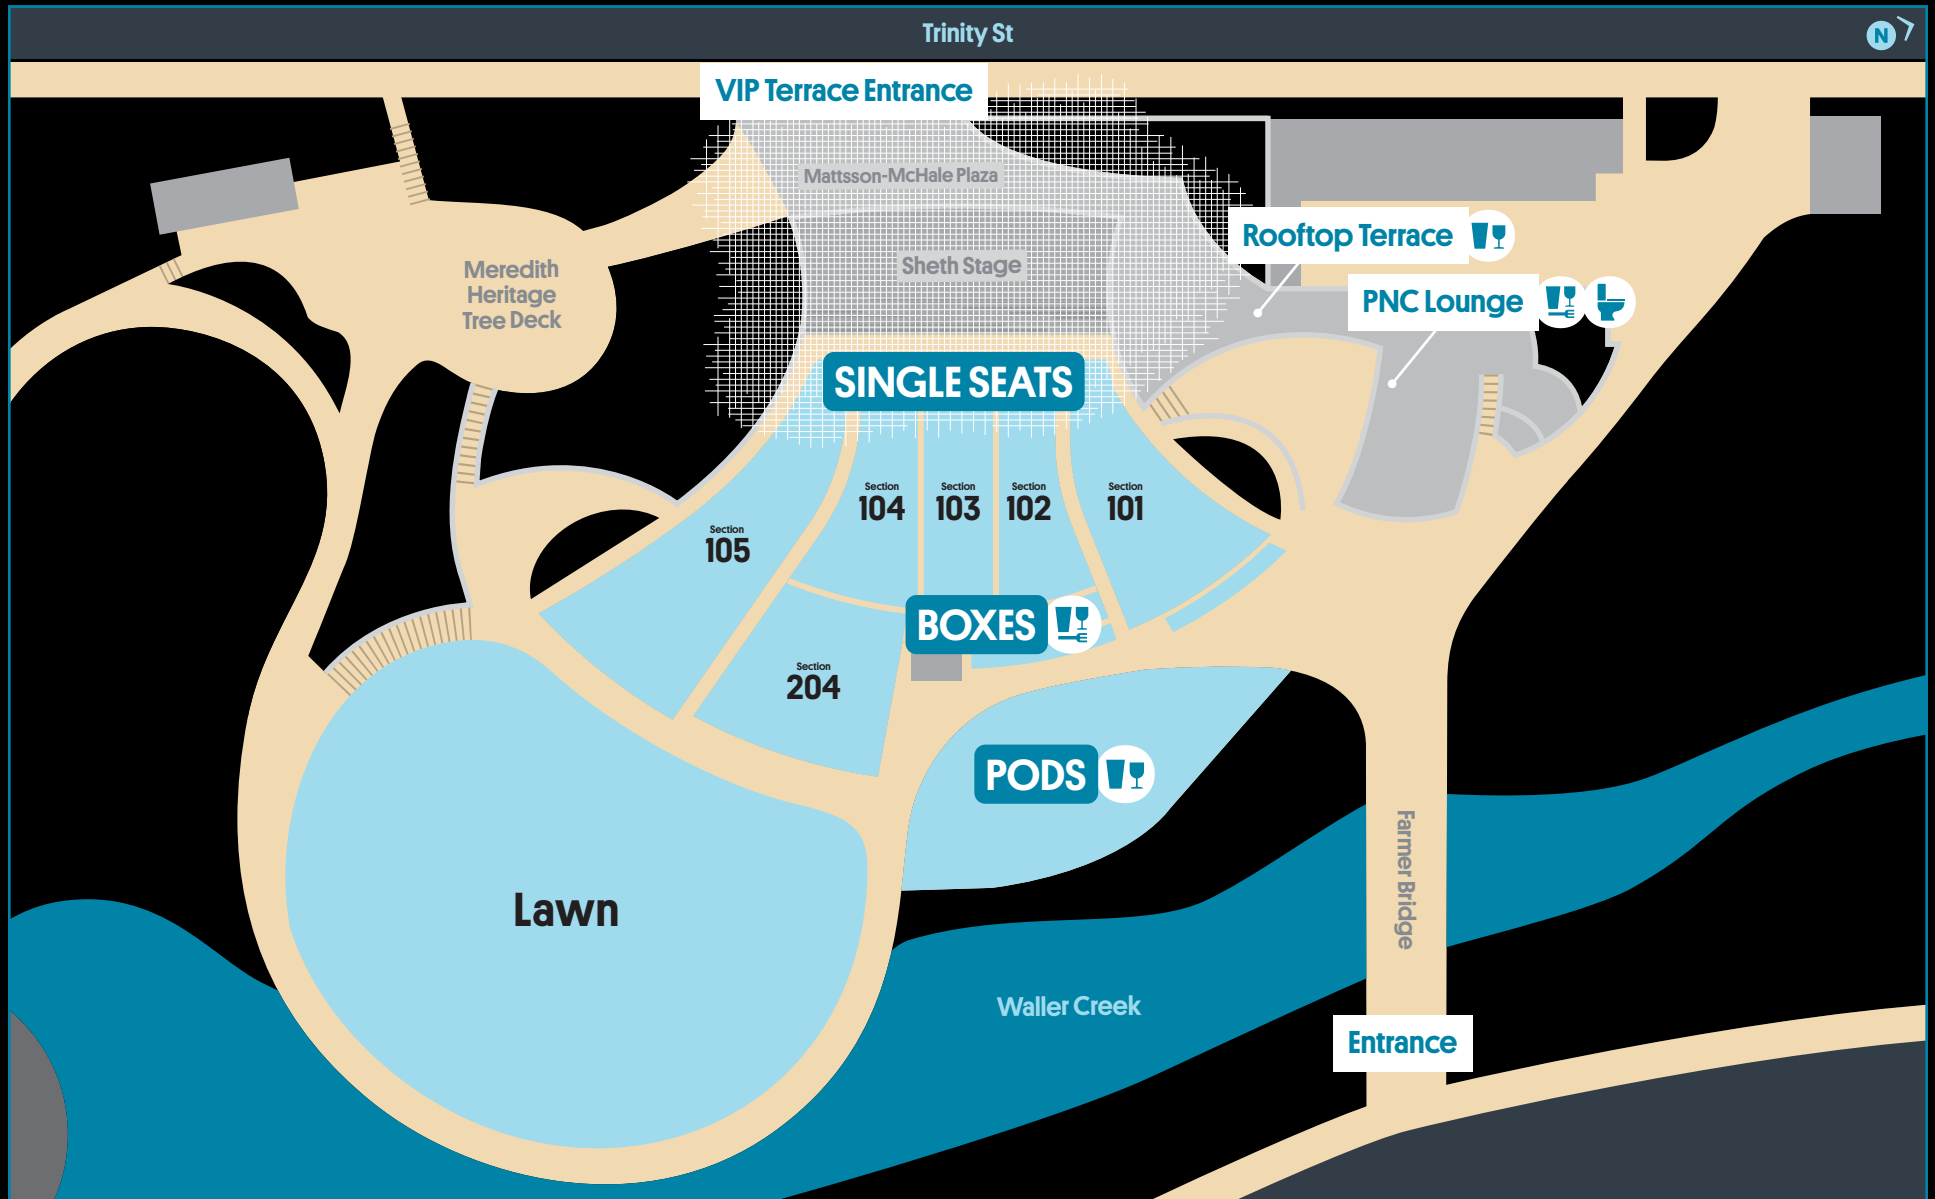 Trinity St
N
VIP Terrace Entrance
Mattsson-McHale Plaza
Rooftop Terrace
Meredith
Heritage
Tree Deck
Sheth Stage
PNC Lounge
SINGLE SEATS
Section
104
Section
103
Section
102
Section
101
Section
105
BOXES
Section
204
PODS
Farmer Bridge
Lawn
Waller Creek
Entrance